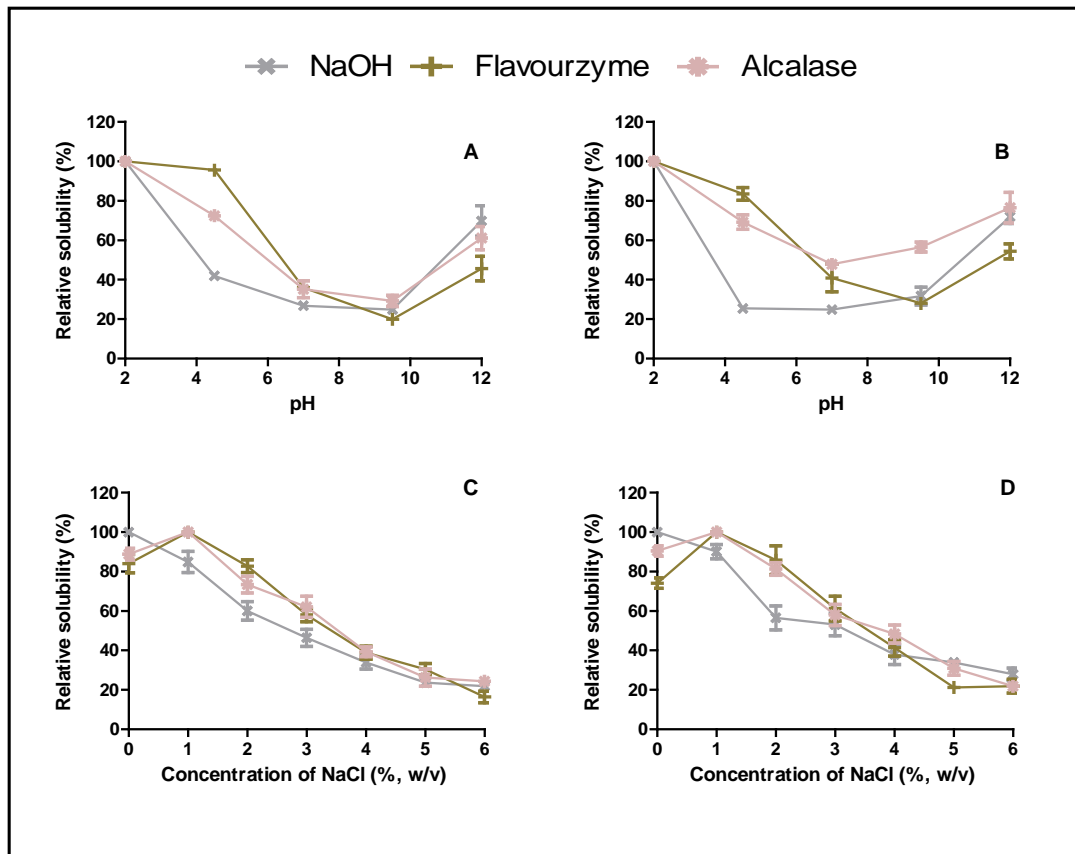 NaOH Flavourzyme Alcalase
A
Relative solubility (%)
120
100
80
60
40
20
0
2 4 6 8 10 12
pH
B
Relative solubility (%)
120
100
80
60
40
20
0
2 4 6 8 10 12
pH
C
Relative solubility (%)
120
100
80
60
40
20
0
0 1 2 3 4 5 6
Concentration of NaCl (%, w/v)
D
Relative solubility (%)
120
100
80
60
40
20
0
0 1 2 3 4 5 6
Concentration of NaCl (%, w/v)